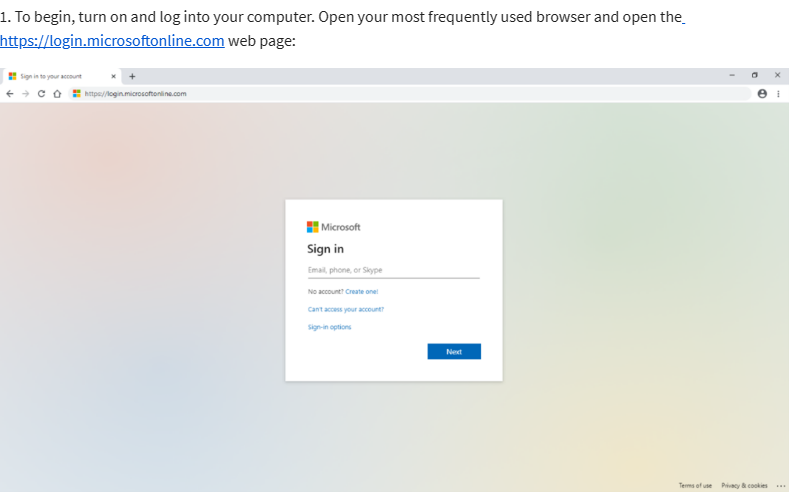 1. To begin, turn on and log into your computer. Open your most frequently used browser and open the
https://login.microsoftonline.com web page:
Sign in to your account
https://login.microsoftonline.com
Microsoft
Sign in
Email, phone, or Skype
No account? Create one!
Can't access your account?
Sign-in options
Next
Terms of use Privacy & cookies ...